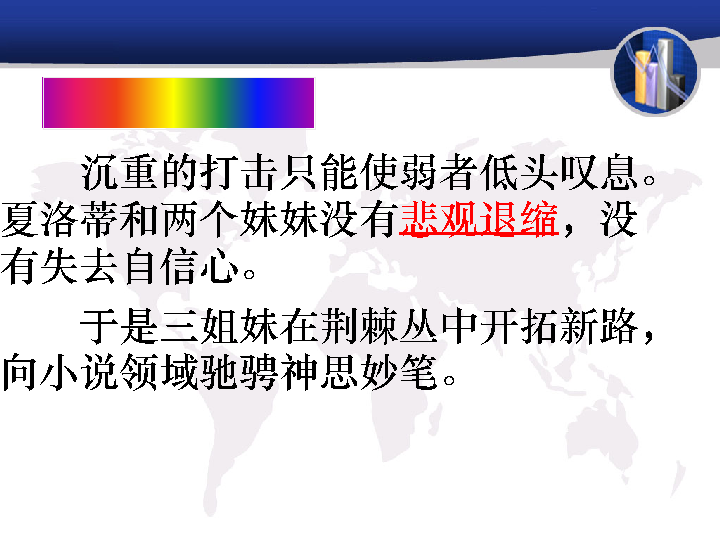 沉重的打击只能使弱者低头叹息。
夏洛蒂和两个妹妹没有悲观退缩，没
有失去自信心。
于是三姐妹在荆棘丛中开拓新路，
向小说领域驰骋神思妙笔。